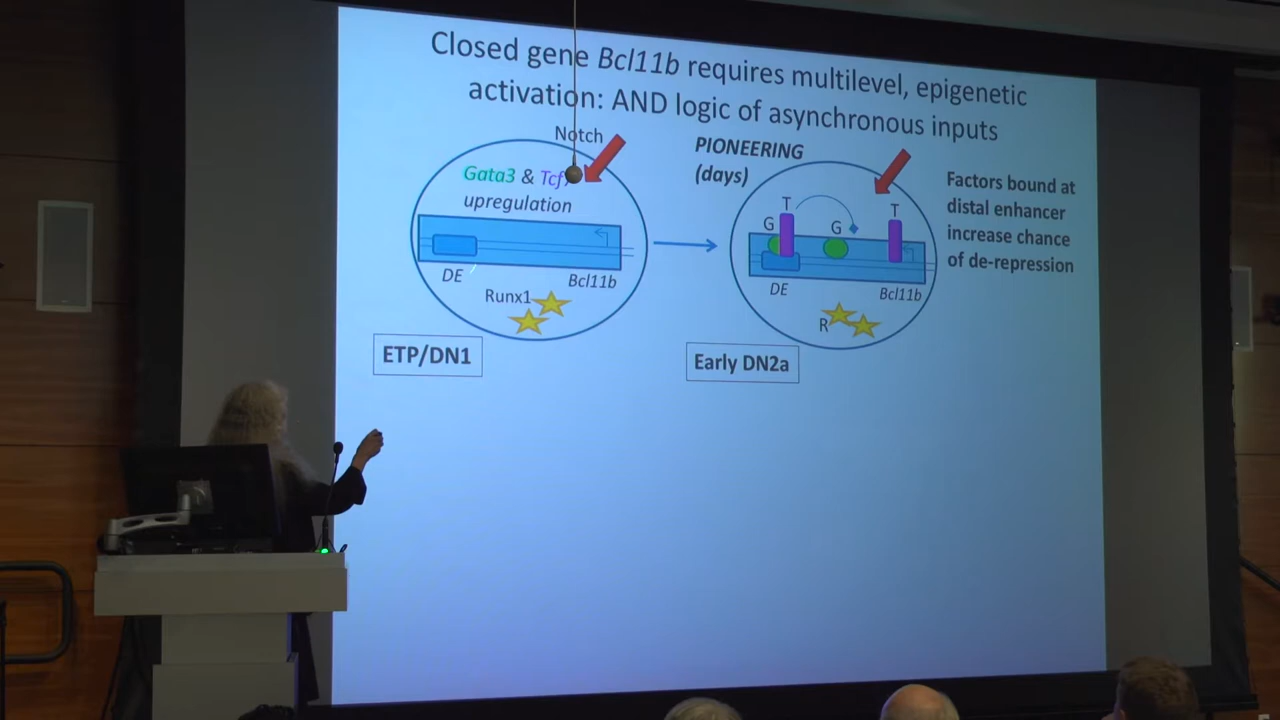 Closed gene Bcl11b requires multilevel, epigenetic
activation: AND logic of asynchronous inputs
Notch
Gata3 & Tcf
upregulation
DE
Bcl11b
Runx1
ETP/DN1
PIONEERING
(days)
T
T
G
G
DE
Bcl11b
R
Early DN2a
Factors bound at
distal enhancer
increase chance
of de-repression